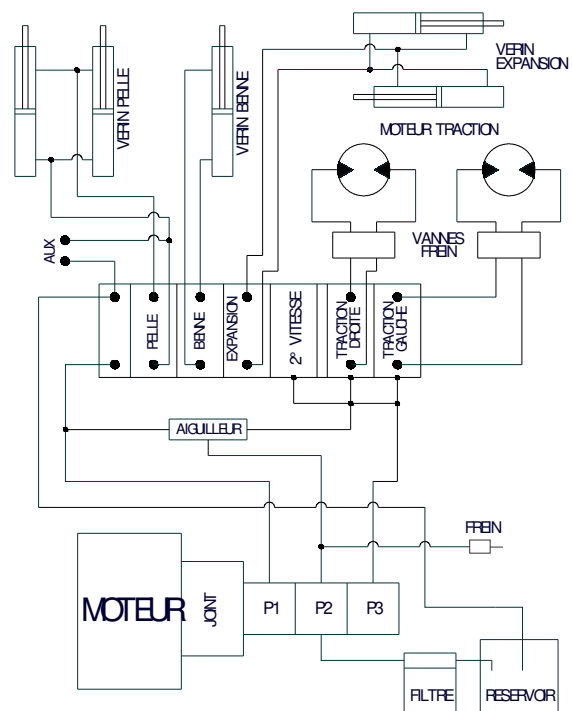 VERIN PELLE
VERIN BENNE
VERIN
EXPANSION
MOTEUR TRACTION
VANNES
FREIN
AUX
PELLE
BENNE
EXPANSION
2° VITESSE
TRACTION
DROITE
TRACTION
GAUCHE
AIGUILLEUR
FREIN
MOTEUR
JOINT
P1
P2
P3
FILTRE
RESERVOIR